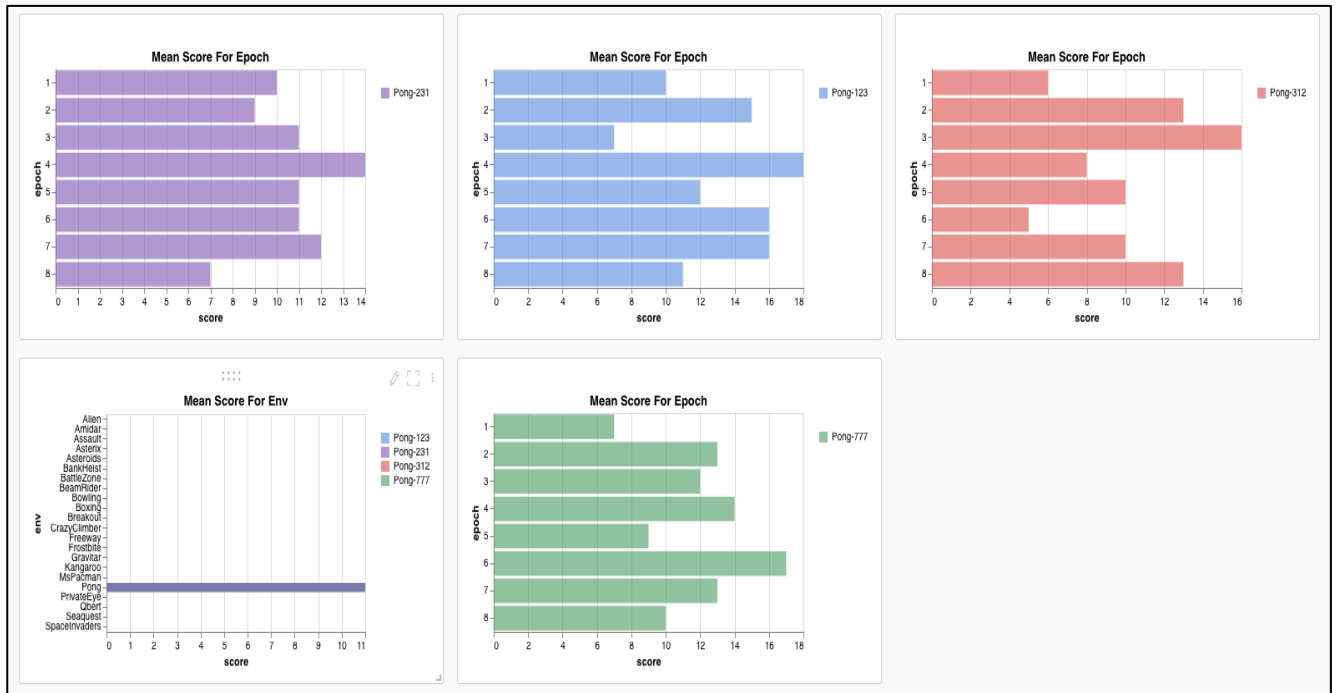 Mean Score For Epoch
1
2
3
4
5
6
7
8
epoch
0 1 2 3 4 5 6 7 8 9 10 11 12 13 14
score
Pong-231
Mean Score For Epoch
1
2
3
4
5
6
7
8
epoch
0 2 4 6 8 10 12 14 16 18
score
Pong-123
Mean Score For Epoch
1
2
3
4
5
6
7
8
epoch
0 2 4 6 8 10 12 14 16
score
Pong-312
Mean Score For Env
Alien
Amidar
Assault
Asterix
Asteroids
BankHeist
BattleZone
BeamRider
Bowling
Boxing
Breakout
CrazyClimber
Freeway
Frostbite
Gravitar
Kangaroo
MsPacman
Pong
PrivateEye
Qbert
Seaquest
SpaceInvaders
env
0 1 2 3 4 5 6 7 8 9 10 11
score
Pong-123
Pong-231
Pong-312
Pong-777
Mean Score For Epoch
1
2
3
4
5
6
7
8
epoch
0 2 4 6 8 10 12 14 16 18
score
Pong-777